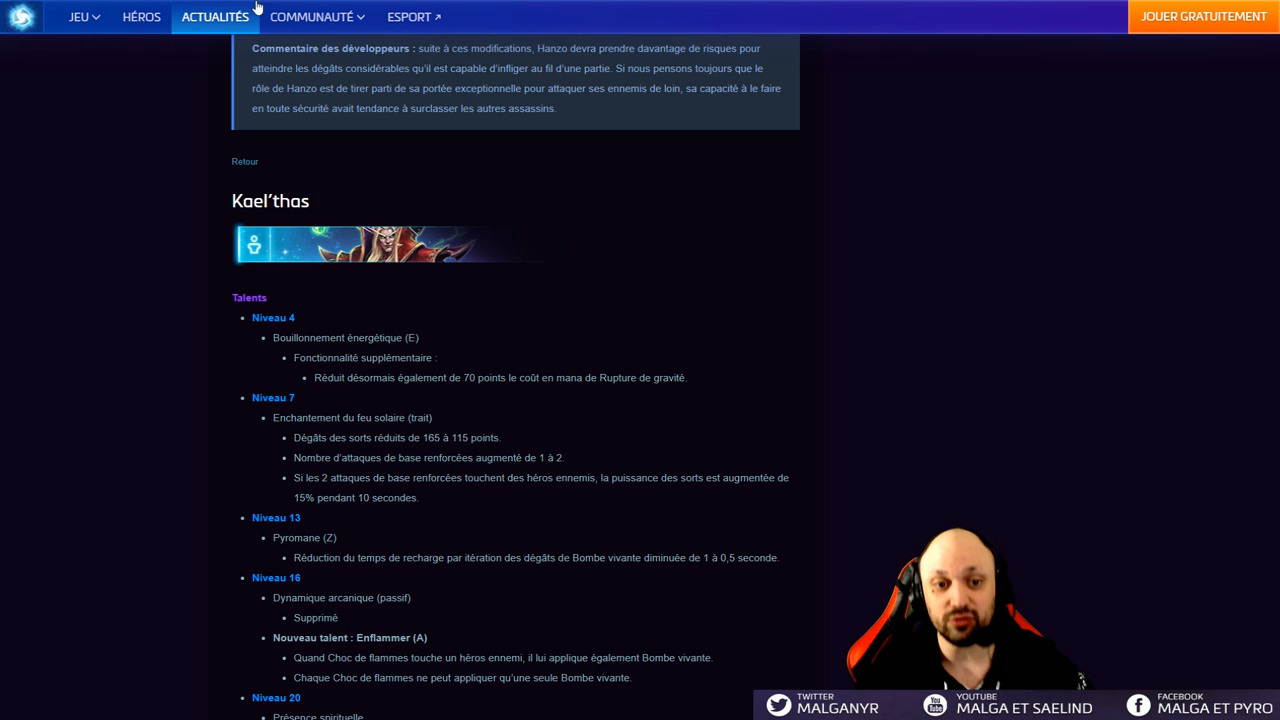 JEU HÉROS ACTUALITÉS COMMUNAUTÉ ESPORT JOUER GRATUITEMENT
Commentaire des développeurs : suite à ces modifications, Hanzo devra prendre davantage de risques pour
atteindre les dégâts considérables qu'il est capable d'infliger au fil d'une partie. Si nous pensons toujours que le
rôle de Hanzo est de tirer parti de sa portée exceptionnelle pour attaquer ses ennemis de loin, sa capacité à le faire
en toute sécurité avait tendance à surclasser les autres assassins.
Retour
Kael'thas
Talents
Niveau 4
Bouillonnement énergétique (E)
Fonctionnalité supplémentaire :
Réduit désormais également de 70 points le coût en mana de Rupture de gravité.
Niveau 7
Enchantement du feu solaire (trait)
Dégâts des sorts réduits de 165 à 115 points.
Nombre d'attaques de base renforcées augmenté de 1 à 2.
Si les 2 attaques de base renforcées touchent des héros ennemis, la puissance des sorts est augmentée de
15% pendant 10 secondes.
Niveau 13
Pyromane (Z)
Réduction du temps de recharge par itération des dégâts de Bombe vivante diminuée de 1 à 0,5 seconde.
Niveau 16
Dynamique arcanique (passif)
Supprimé
Nouveau talent : Enflammer (A)
Quand Choc de flammes touche un héros ennemi, il lui applique également Bombe vivante.
Chaque Choc de flammes ne peut appliquer qu'une seule Bombe vivante.
Niveau 20
Présence spirituelle
TWITTER
MALGANYR
YOUTUBE
MALGA ET SAELIND
FACEBOOK
MALGA ET PYRO